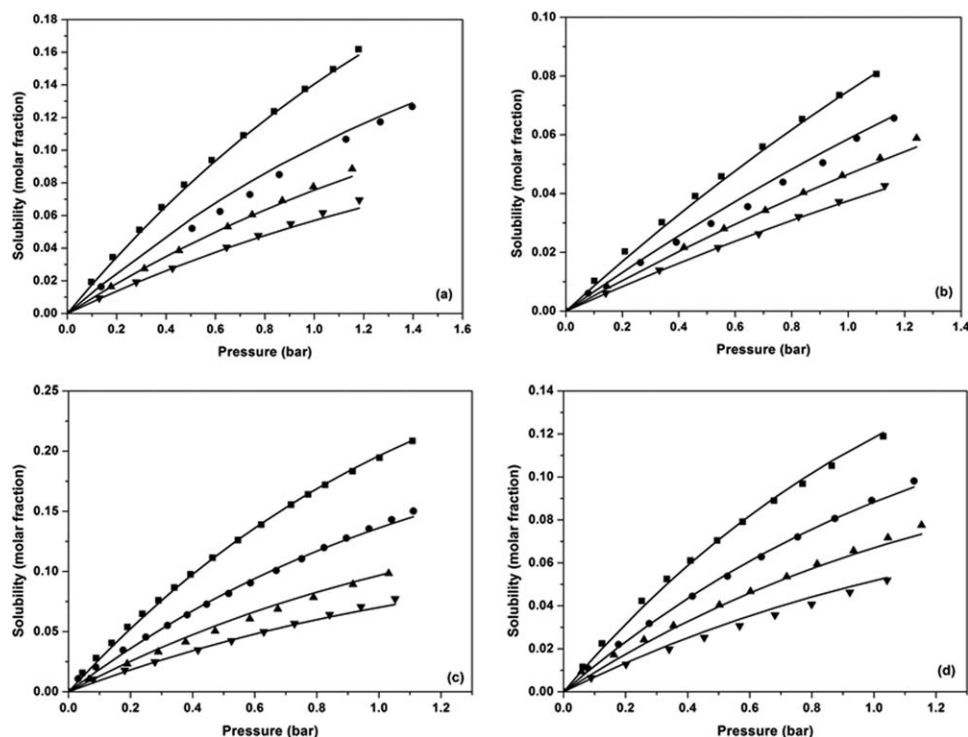 0.18
0.16
0.14
0.12
0.10
0.08
0.06
0.04
0.02
0.00
Solubility (molar fraction)
0.0 0.2 0.4 0.6 0.8 1.0 1.2 1.4 1.6
Pressure (bar)
(a)
0.10
0.08
0.06
0.04
0.02
0.00
Solubility (molar fraction)
0.0 0.2 0.4 0.6 0.8 1.0 1.2 1.4
Pressure (bar)
(b)
0.25
0.20
0.15
0.10
0.05
0.00
Solubility (molar fraction)
0.0 0.2 0.4 0.6 0.8 1.0 1.2
Pressure (bar)
(c)
0.14
0.12
0.10
0.08
0.06
0.04
0.02
0.00
Solubility (molar fraction)
0.0 0.2 0.4 0.6 0.8 1.0 1.2
Pressure (bar)
(d)